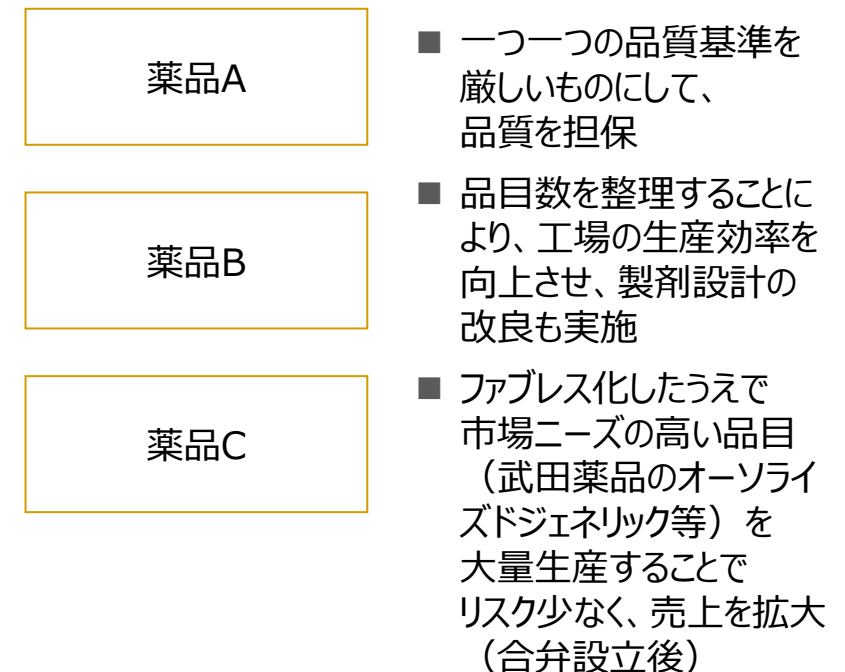 薬品A
■ 一つ一つの品質基準を
厳しいものにして、
品質を担保
薬品B
■ 品目数を整理することに
より、工場の生産効率を
向上させ、製剤設計の
改良も実施
薬品C
■ ファブレス化したうえで
市場ニーズの高い品目
（武田薬品のオーソライ
ズドジェネリック等）を
大量生産することで
リスク少なく、売上を拡大
（合弁設立後）